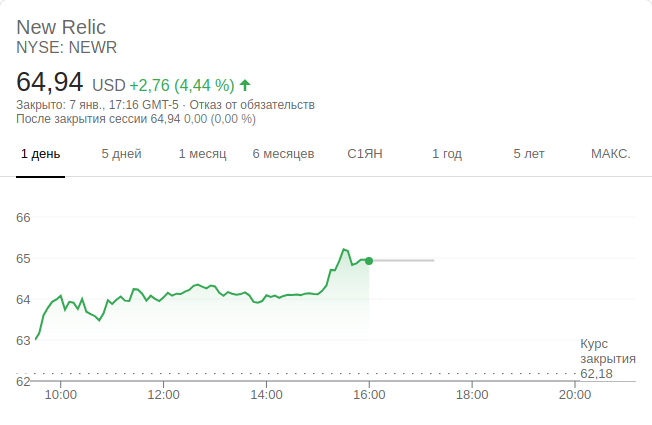 New Relic
NYSE: NEWR
64,94 USD +2,76 (4,44 %)
Закрыто: 7 янв., 17:16 GMT-5 · Отказ от обязательств
После закрытия сессии 64,94 0,00 (0,00 %)
1 день 5 дней 1 месяц 6 месяцев С1ЯН 1 год 5 лет МАКС.
66
65
64
63
Курс
закрытия
62,18
62
10:00 12:00 14:00 16:00 18:00 20:00